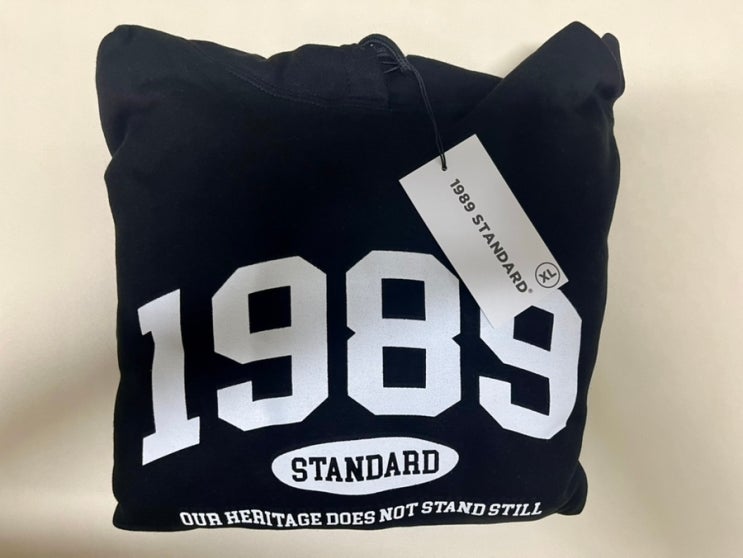 1989 STANDARD®
XL
1989
STANDARD
OUR HERITAGE DOES NOT STAND STILL